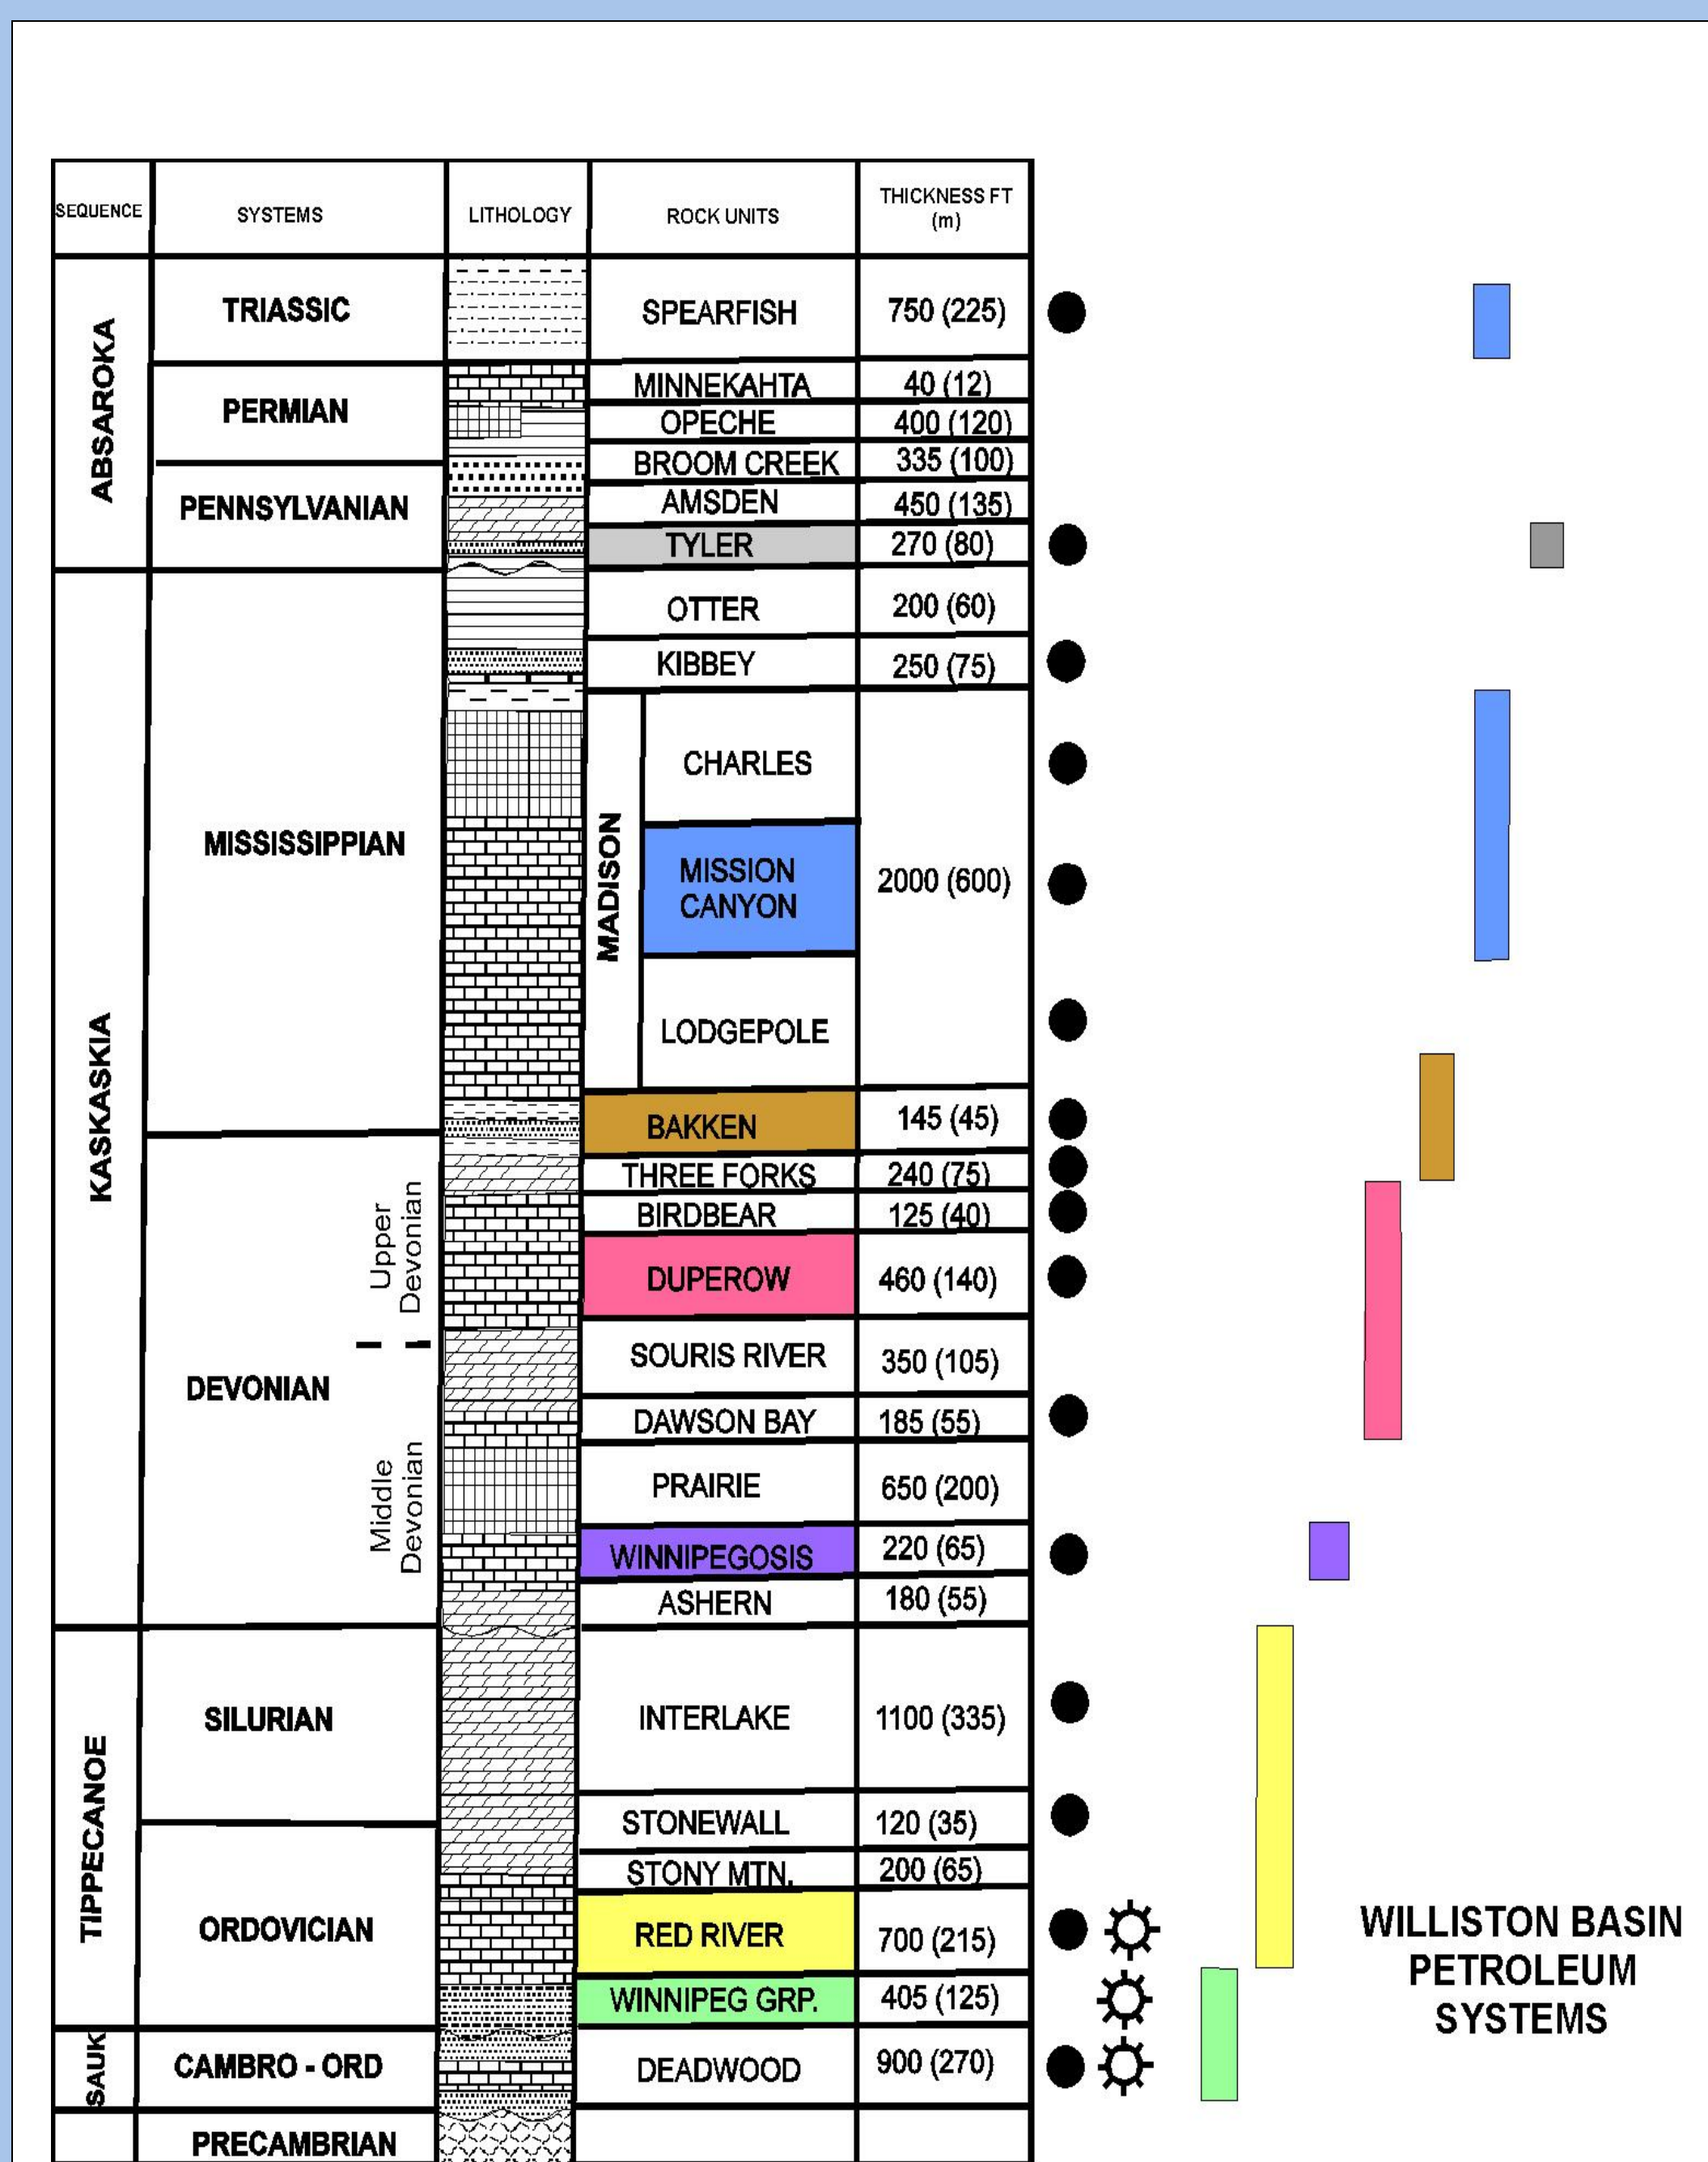 SEQUENCE
SYSTEMS
LITHOLOGY
ROCK UNITS
THICKNESS FT
(m)
ABSAROKA
TRIASSIC
SPEARFISH
750 (225)
PERMIAN
MINNEKAHTA
40 (12)
OPECHE
400 (120)
BROOM CREEK
335 (100)
PENNSYLVANIAN
AMSDEN
450 (135)
TYLER
270 (80)
KASKASKIA
MISSISSIPPIAN
OTTER
200 (60)
KIBBEY
250 (75)
MADISON
CHARLES
MISSION
CANYON
2000 (600)
LODGEPOLE
BAKKEN
145 (45)
DEVONIAN
Upper
Devonian
THREE FORKS
240 (75)
BIRDBEAR
125 (40)
DUPEROW
460 (140)
SOURIS RIVER
350 (105)
Middle
Devonian
DAWSON BAY
185 (55)
PRAIRIE
650 (200)
WINNIPEGOSIS
220 (65)
ASHERN
180 (55)
TIPPECANOE
SILURIAN
INTERLAKE
1100 (335)
STONEWALL
120 (35)
ORDOVICIAN
STONY MTN.
200 (65)
RED RIVER
700 (215)
WINNIPEG GRP.
405 (125)
SAUK
CAMBRO - ORD
DEADWOOD
900 (270)
PRECAMBRIAN
WILLISTON BASIN
PETROLEUM
SYSTEMS